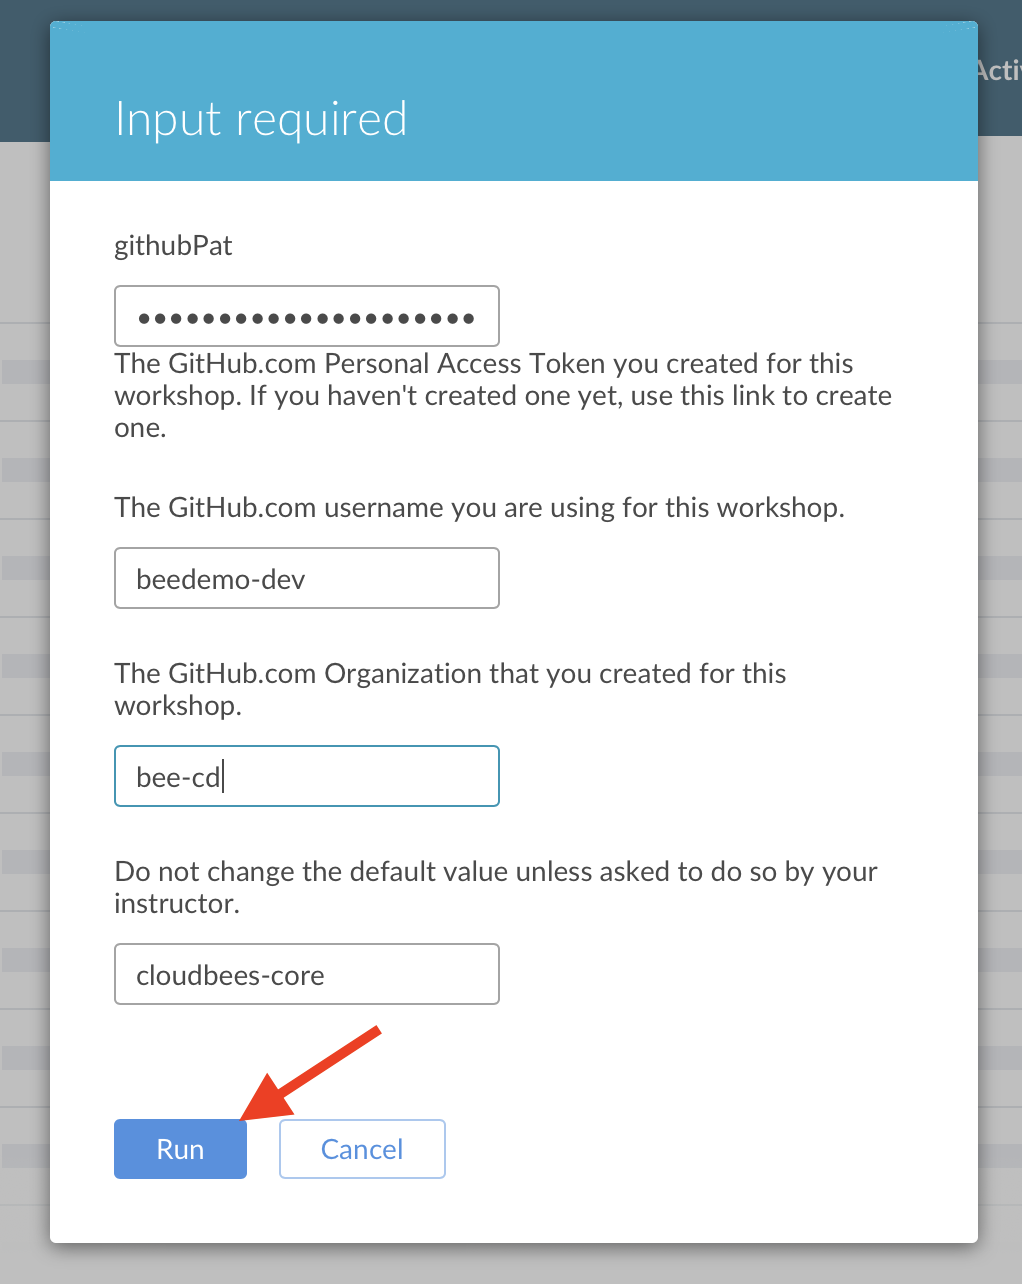 Acti
Input required
githubPat
•••••••••••••••••••••
The GitHub.com Personal Access Token you created for this
workshop. If you haven't created one yet, use this link to create
one.
The GitHub.com username you are using for this workshop.
beedemo-dev
The GitHub.com Organization that you created for this
workshop.
bee-cd
Do not change the default value unless asked to do so by your
instructor.
cloudbees-core
Run Cancel